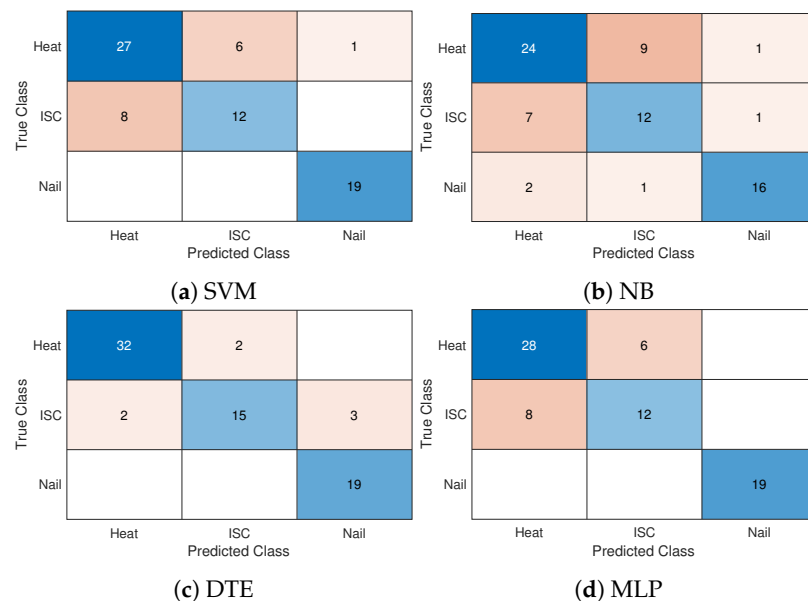 Heat 27 6 1
ISC 8 12
Nail 19
Heat ISC Nail
Predicted Class
True Class
(a) SVM
Heat 24 9 1
ISC 7 12 1
Nail 2 1 16
Heat ISC Nail
Predicted Class
True Class
(b) NB
Heat 32 2
ISC 2 15 3
Nail 19
Heat ISC Nail
Predicted Class
True Class
(c) DTE
Heat 28 6
ISC 8 12
Nail 19
Heat ISC Nail
Predicted Class
True Class
(d) MLP